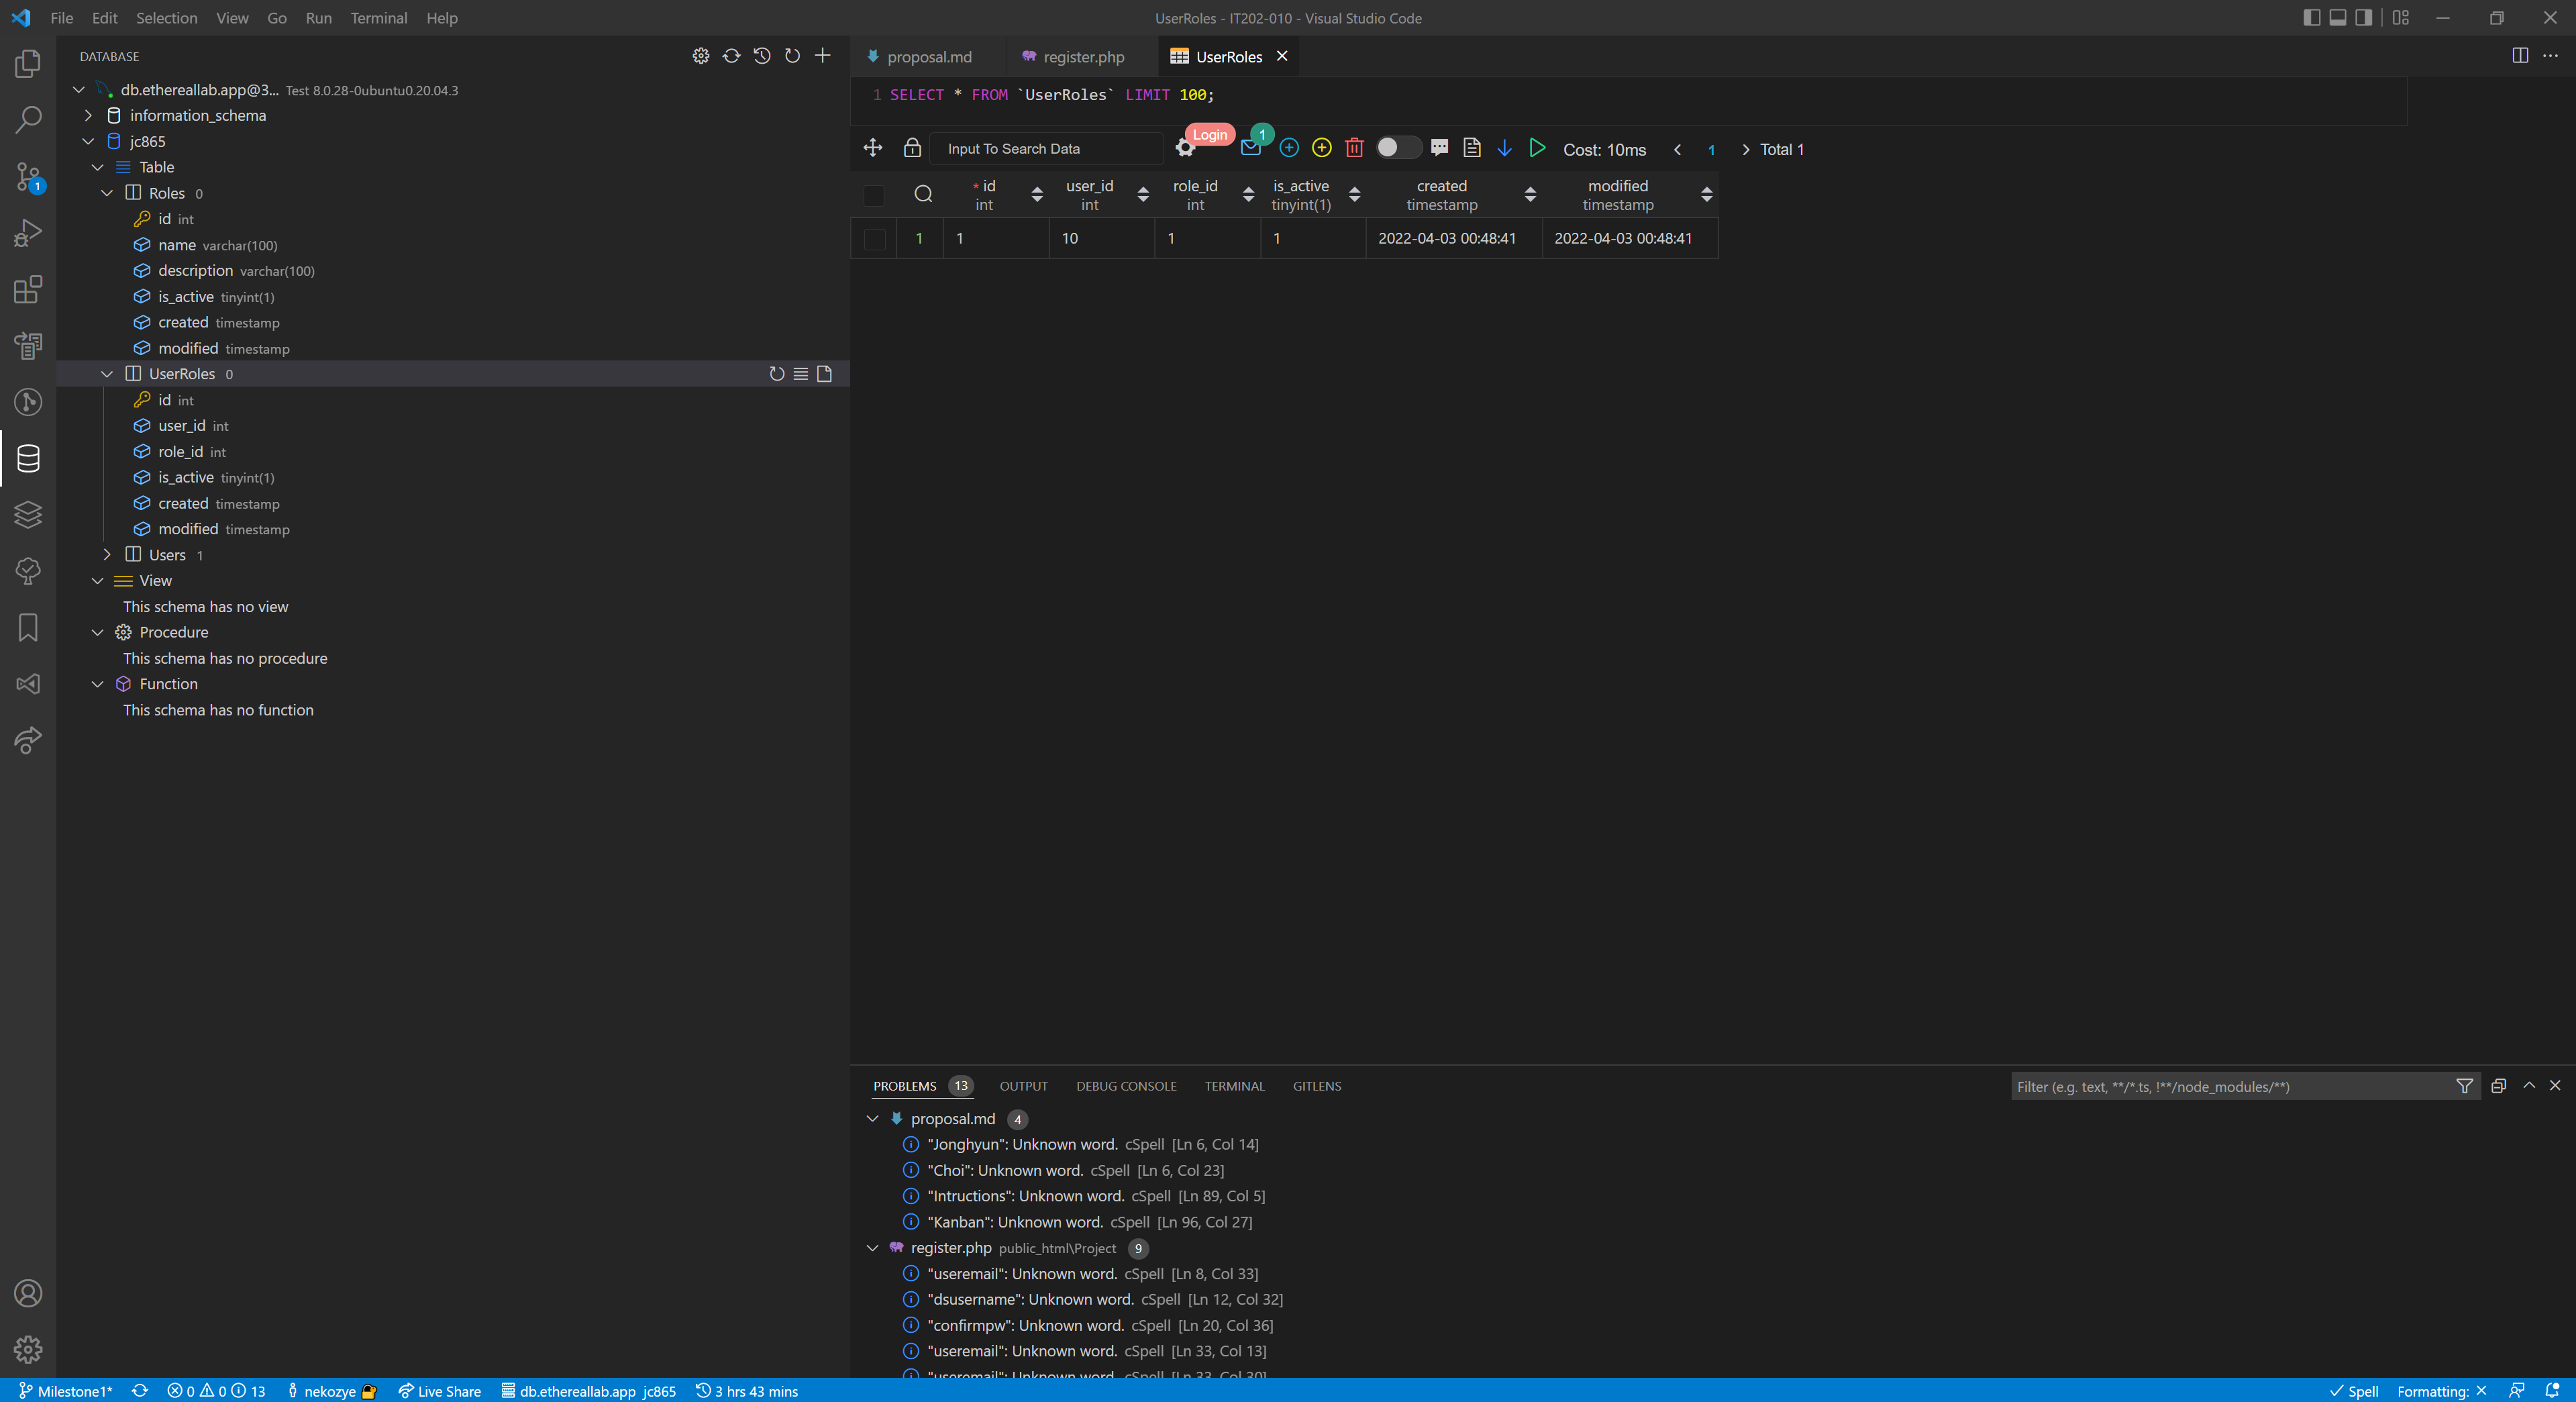 File Edit Selection View Go Run Terminal Help
UserRoles - IT202-010 - Visual Studio Code
DATABASE
db.ethereallab.app@3... Test 8.0.28-0ubuntu0.20.04.3
information_schema
jc865
Table
Roles 0
id int
name varchar(100)
description varchar(100)
is_active tinyint(1)
created timestamp
modified timestamp
UserRoles 0
id int
user_id int
role_id int
is_active tinyint(1)
created timestamp
modified timestamp
Users 1
View
This schema has no view
Procedure
This schema has no procedure
Function
This schema has no function
1
proposal.md register.php UserRoles
1 SELECT * FROM `UserRoles` LIMIT 100;
Input To Search Data Login 1 Cost: 10ms 1 Total 1
* id user_id role_id is_active created modified
int int int tinyint(1) timestamp timestamp
1 1 10 1 1 2022-04-03 00:48:41 2022-04-03 00:48:41
PROBLEMS 13 OUTPUT DEBUG CONSOLE TERMINAL GITLENS
Filter (e.g. text, **/*.ts, !**/node_modules/**)
proposal.md 4
"Jonghyun": Unknown word. cSpell [Ln 6, Col 14]
"Choi": Unknown word. cSpell [Ln 6, Col 23]
"Intructions": Unknown word. cSpell [Ln 89, Col 5]
"Kanban": Unknown word. cSpell [Ln 96, Col 27]
register.php public_html\Project 9
"useremail": Unknown word. cSpell [Ln 8, Col 33]
"dsusername": Unknown word. cSpell [Ln 12, Col 32]
"confirmpw": Unknown word. cSpell [Ln 20, Col 36]
"useremail": Unknown word. cSpell [Ln 33, Col 13]
"useremail": Unknown word. cSpell [Ln 33, Col 30]
Milestone1* 0 0 13 nekozye Live Share db.ethereallab.app jc865 3 hrs 43 mins
Spell Formatting: